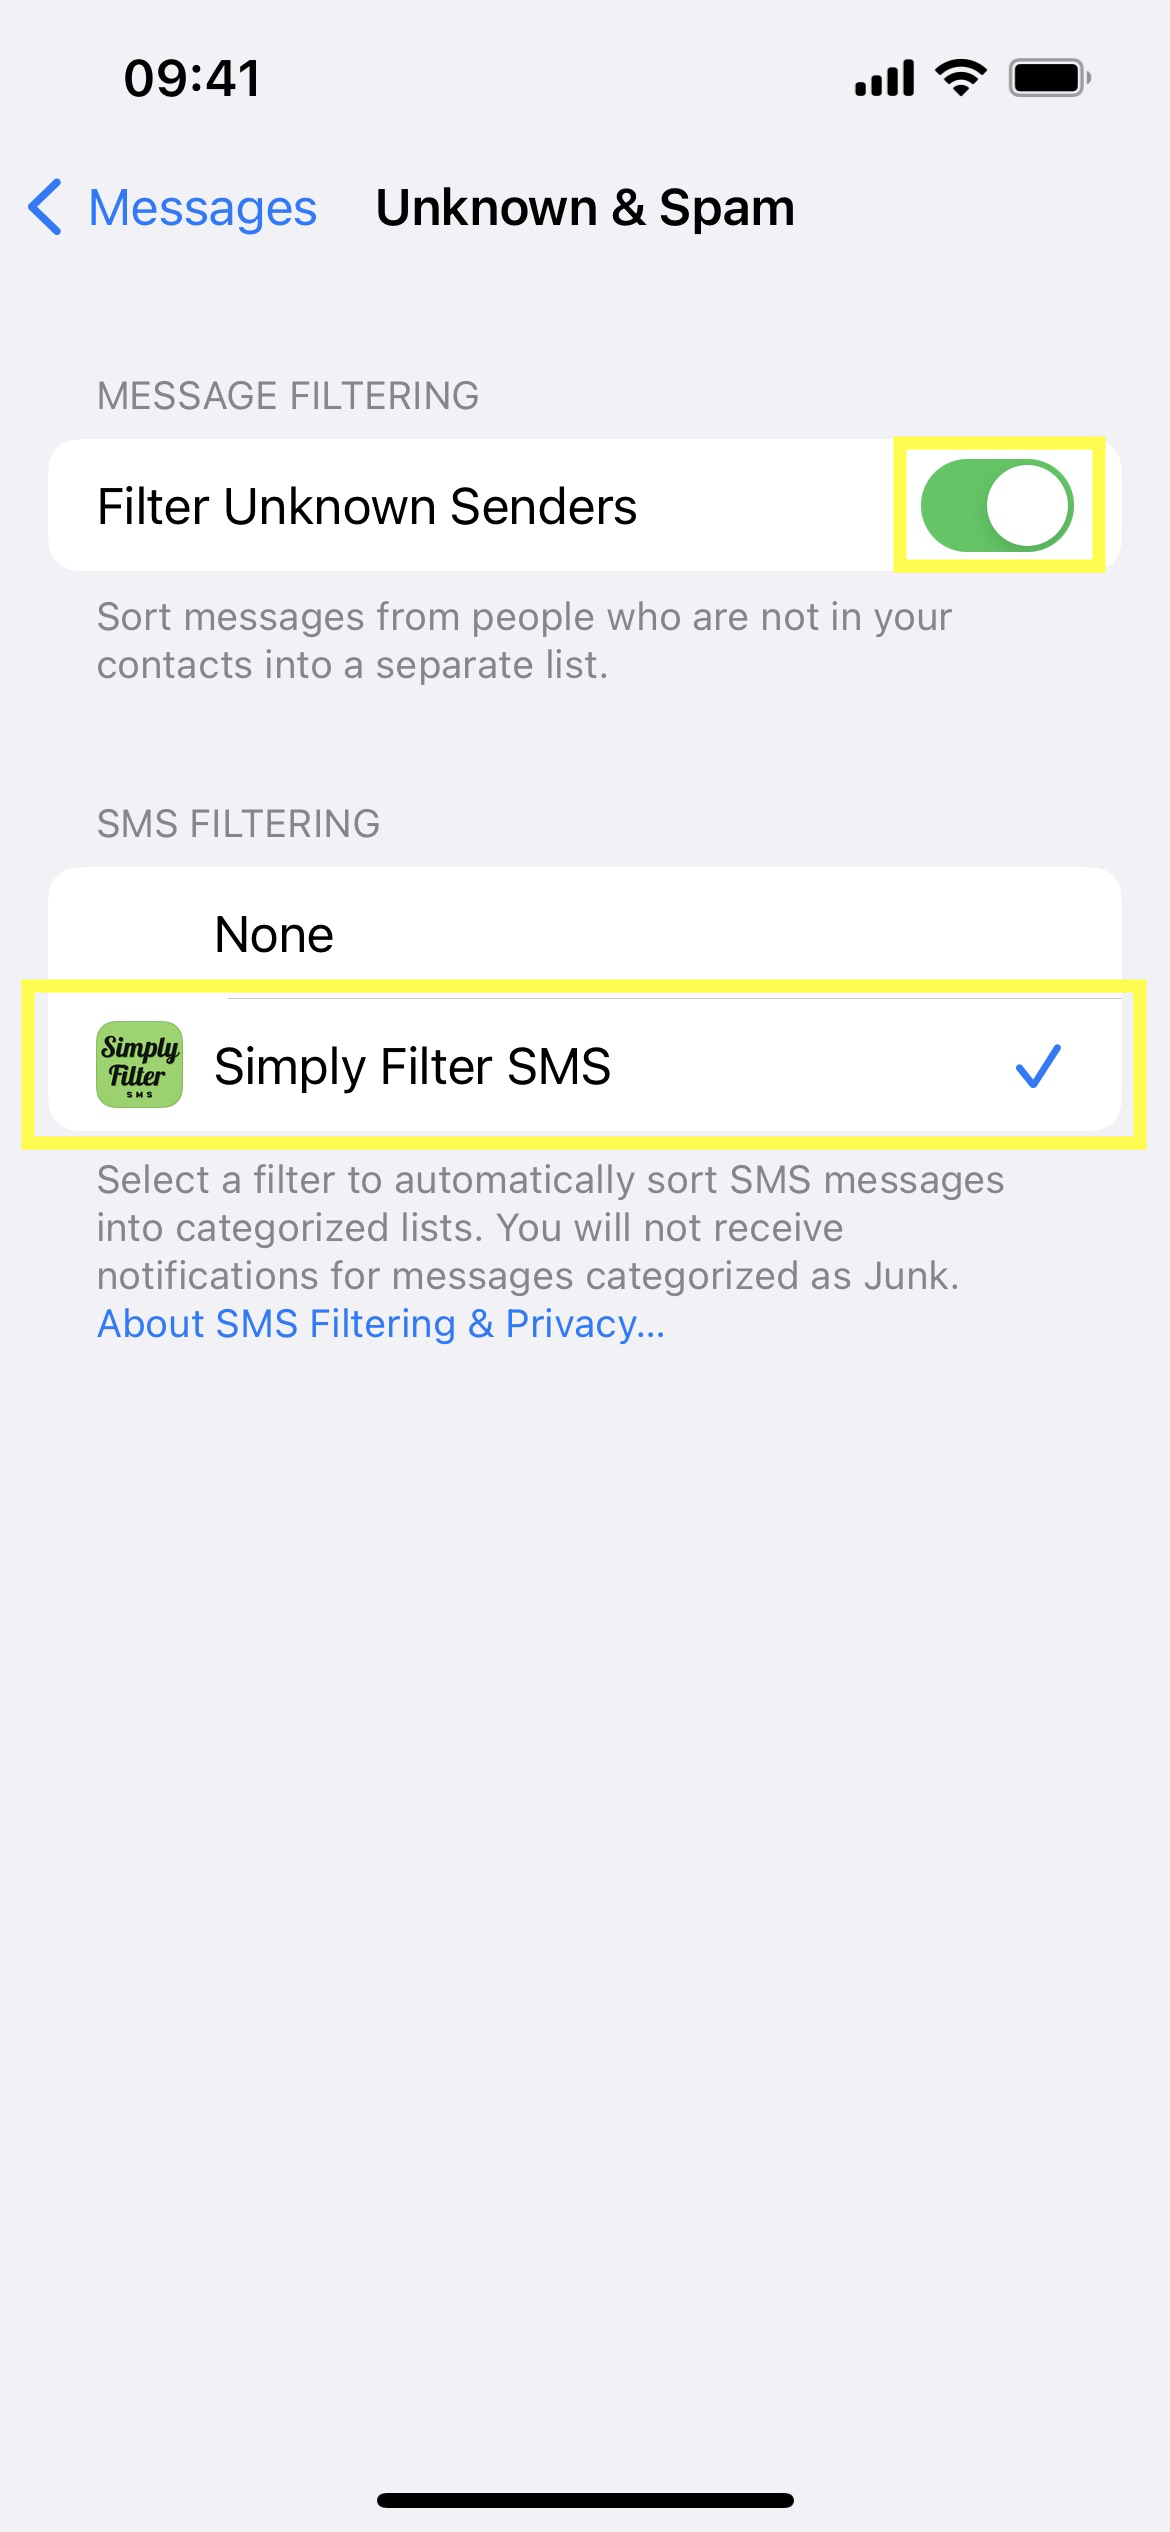 09:41
Messages
Unknown & Spam
MESSAGE FILTERING
Filter Unknown Senders
Sort messages from people who are not in your
contacts into a separate list.
SMS FILTERING
None
Simply
Filter
SMS
Simply Filter SMS
Select a filter to automatically sort SMS messages
into categorized lists. You will not receive
notifications for messages categorized as Junk.
About SMS Filtering & Privacy...